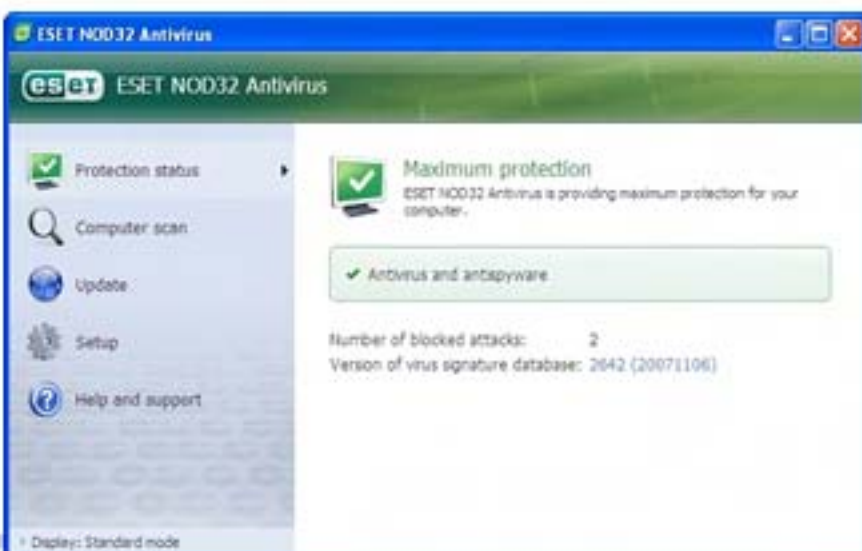 ESET NOD32 Antivirus
eset ESET NOD32 Antivirus
Protection status
Computer scan
Update
Setup
Help and support
Display: Standard mode
Maximum protection
ESET NOD32 Antivirus is providing maximum protection for your
computer.
Antivirus and antispyware
Number of blocked attacks: 2
Version of virus signature database: 2642 (20071106)